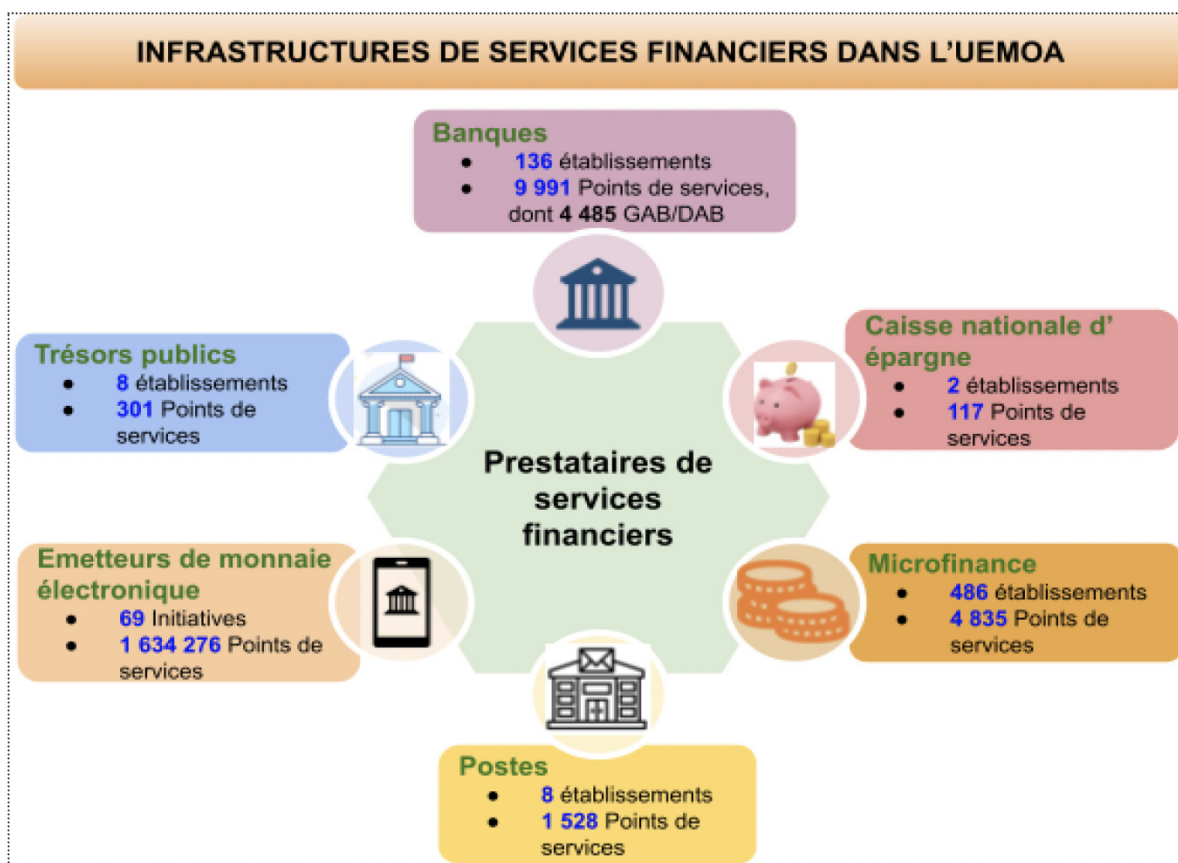 INFRASTRUCTURES DE SERVICES FINANCIERS DANS L'UEMOA
Banques
● 136 établissements
● 9 991 Points de services,
dont 4 485 GAB/DAB
Trésors publics
● 8 établissements
● 301 Points de
services
Caisse nationale d'
épargne
● 2 établissements
● 117 Points de
services
Prestataires de
services
financiers
Emetteurs de monnaie
électronique
● 69 Initiatives
● 1 634 276 Points de
services
Microfinance
● 486 établissements
● 4 835 Points de
services
Postes
● 8 établissements
● 1 528 Points de
services